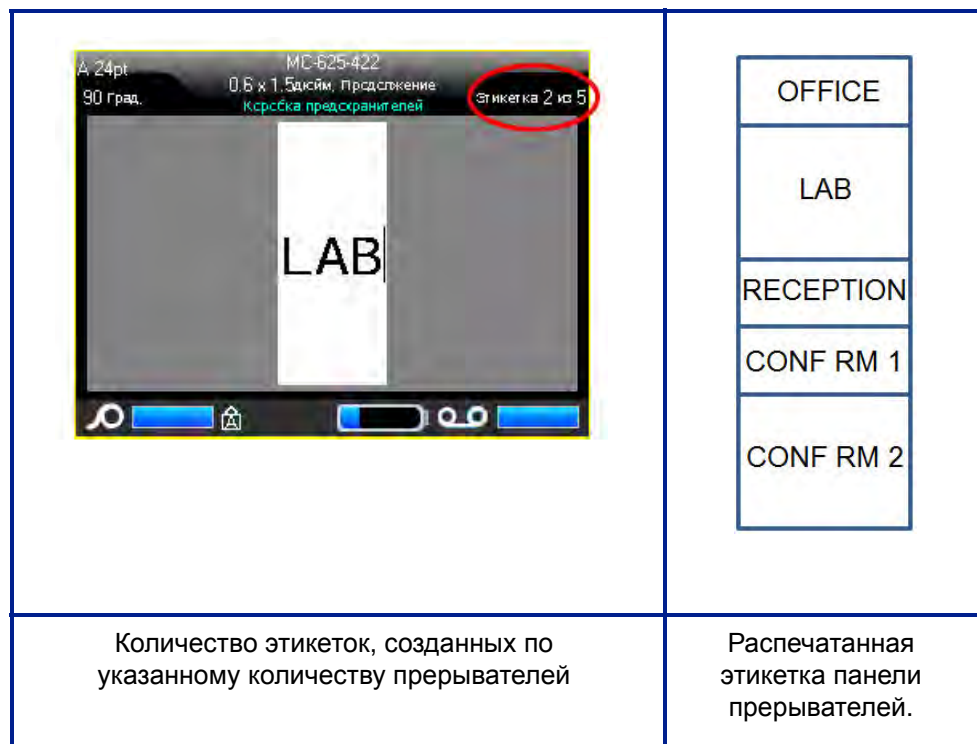 А 24pt
MC-625-422
90 град.
0.6 x 1.5дюйм, Продолжение
Коробка предохранителей
этикетка 2 из 5
LAB
OFFICE
LAB
RECEPTION
CONF RM 1
CONF RM 2
Количество этикеток, созданных по
указанному количеству прерывателей
Распечатанная
этикетка панели
прерывателей.